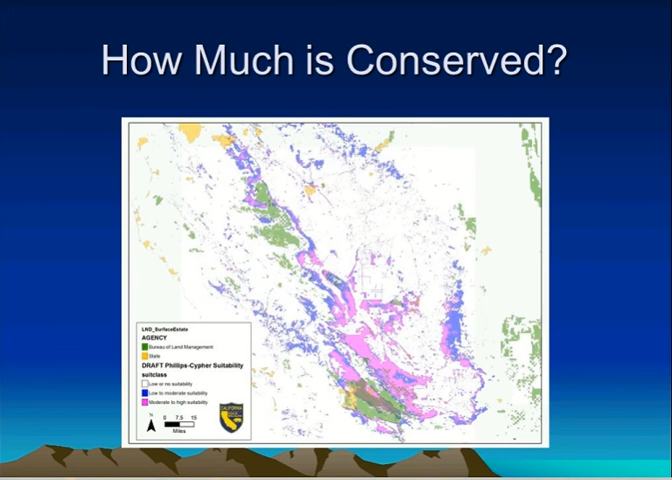 How Much is Conserved?
LND_SurfaceEstate
AGENCY
Bureau of Land Management
State
DRAFT Phillips-Cypher Suitability
suitclass
Low or no suitability
Low to moderate suitability
Moderate to high suitability
N
0 7.5 15
Miles
CALIFORNIA